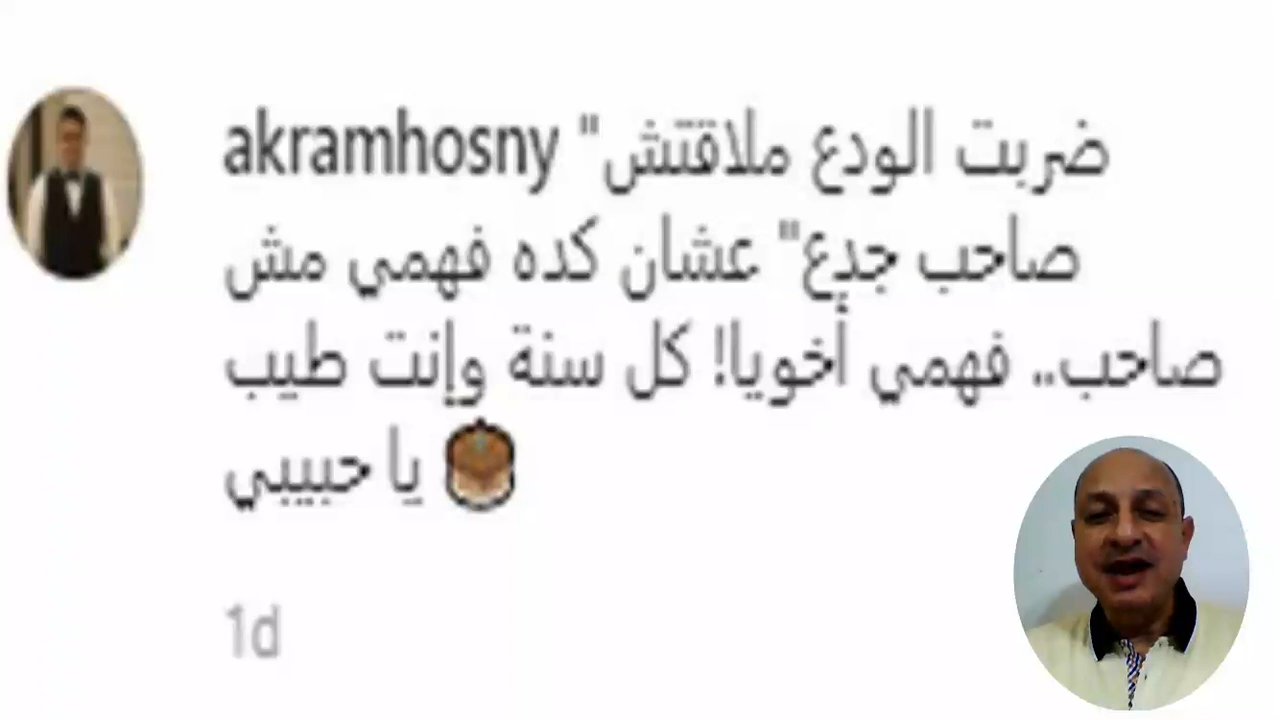 akramhosny "ضربت الودع ملاقتش
صاحب جدع" عشان كده فهمي مش
صاحب.. فهمي أخويا! كل سنة وإنت طيب
يا حبيبي 🎂
1d